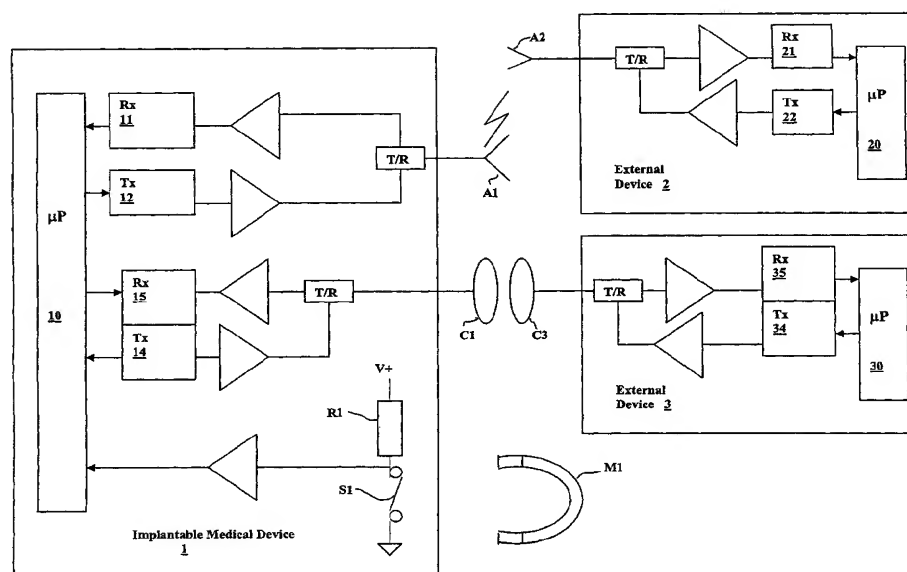 A2
T/R
Rx
21
Tx
22
μP
20
External
Device 2
Rx
11
Tx
12
T/R
A1
μP
10
Rx
15
Tx
14
T/R
C1
C3
T/R
Rx
35
Tx
34
μP
30
External
Device 3
V+
R1
S1
M1
Implantable Medical Device
1